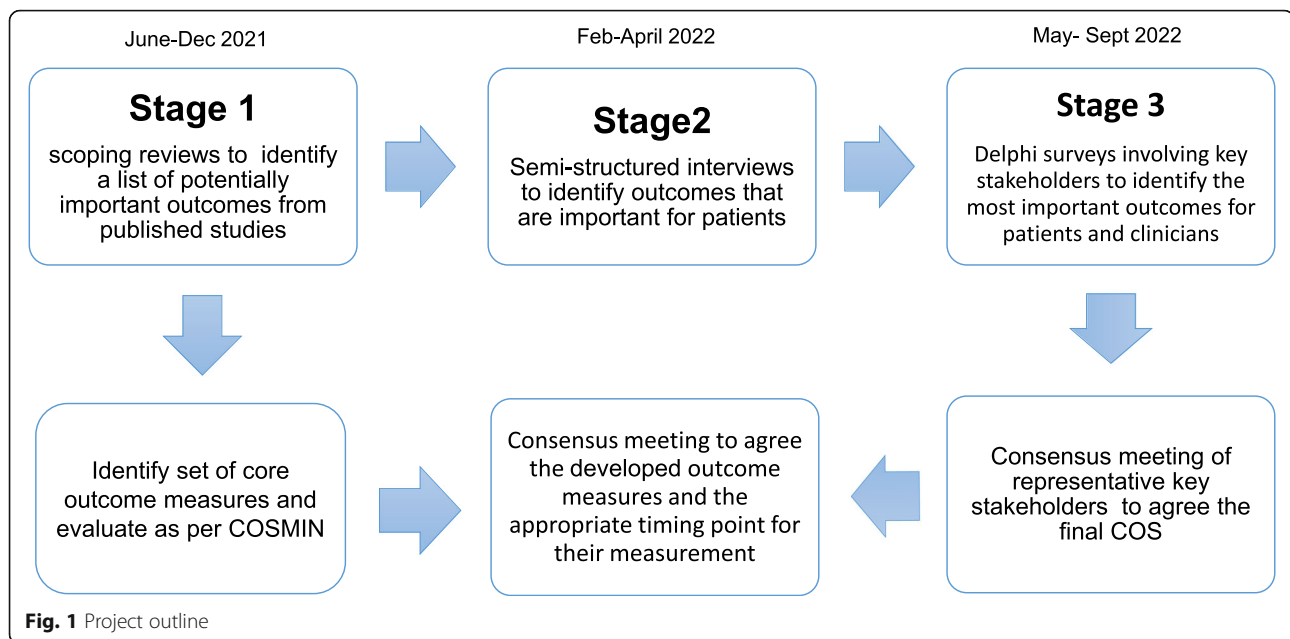 June-Dec 2021
Feb-April 2022
May- Sept 2022
Stage 1
scoping reviews to identify
a list of potentially
important outcomes from
published studies
Stage2
Semi-structured interviews
to identify outcomes that
are important for patients
Stage 3
Delphi surveys involving key
stakeholders to identify the
most important outcomes for
patients and clinicians
Identify set of core
outcome measures and
evaluate as per COSMIN
Consensus meeting to agree
the developed outcome
measures and the
appropriate timing point for
their measurement
Consensus meeting of
representative key
stakeholders to agree the
final COS
Fig. 1 Project outline